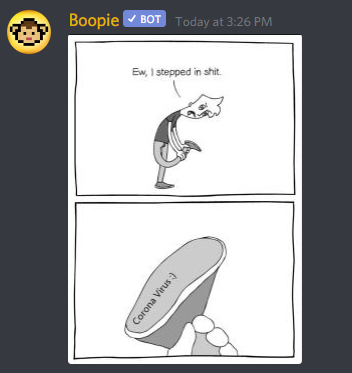 Boopie ✓ BOT Today at 3:26 PM
Ew, I stepped in shit.
Corona Virus :)